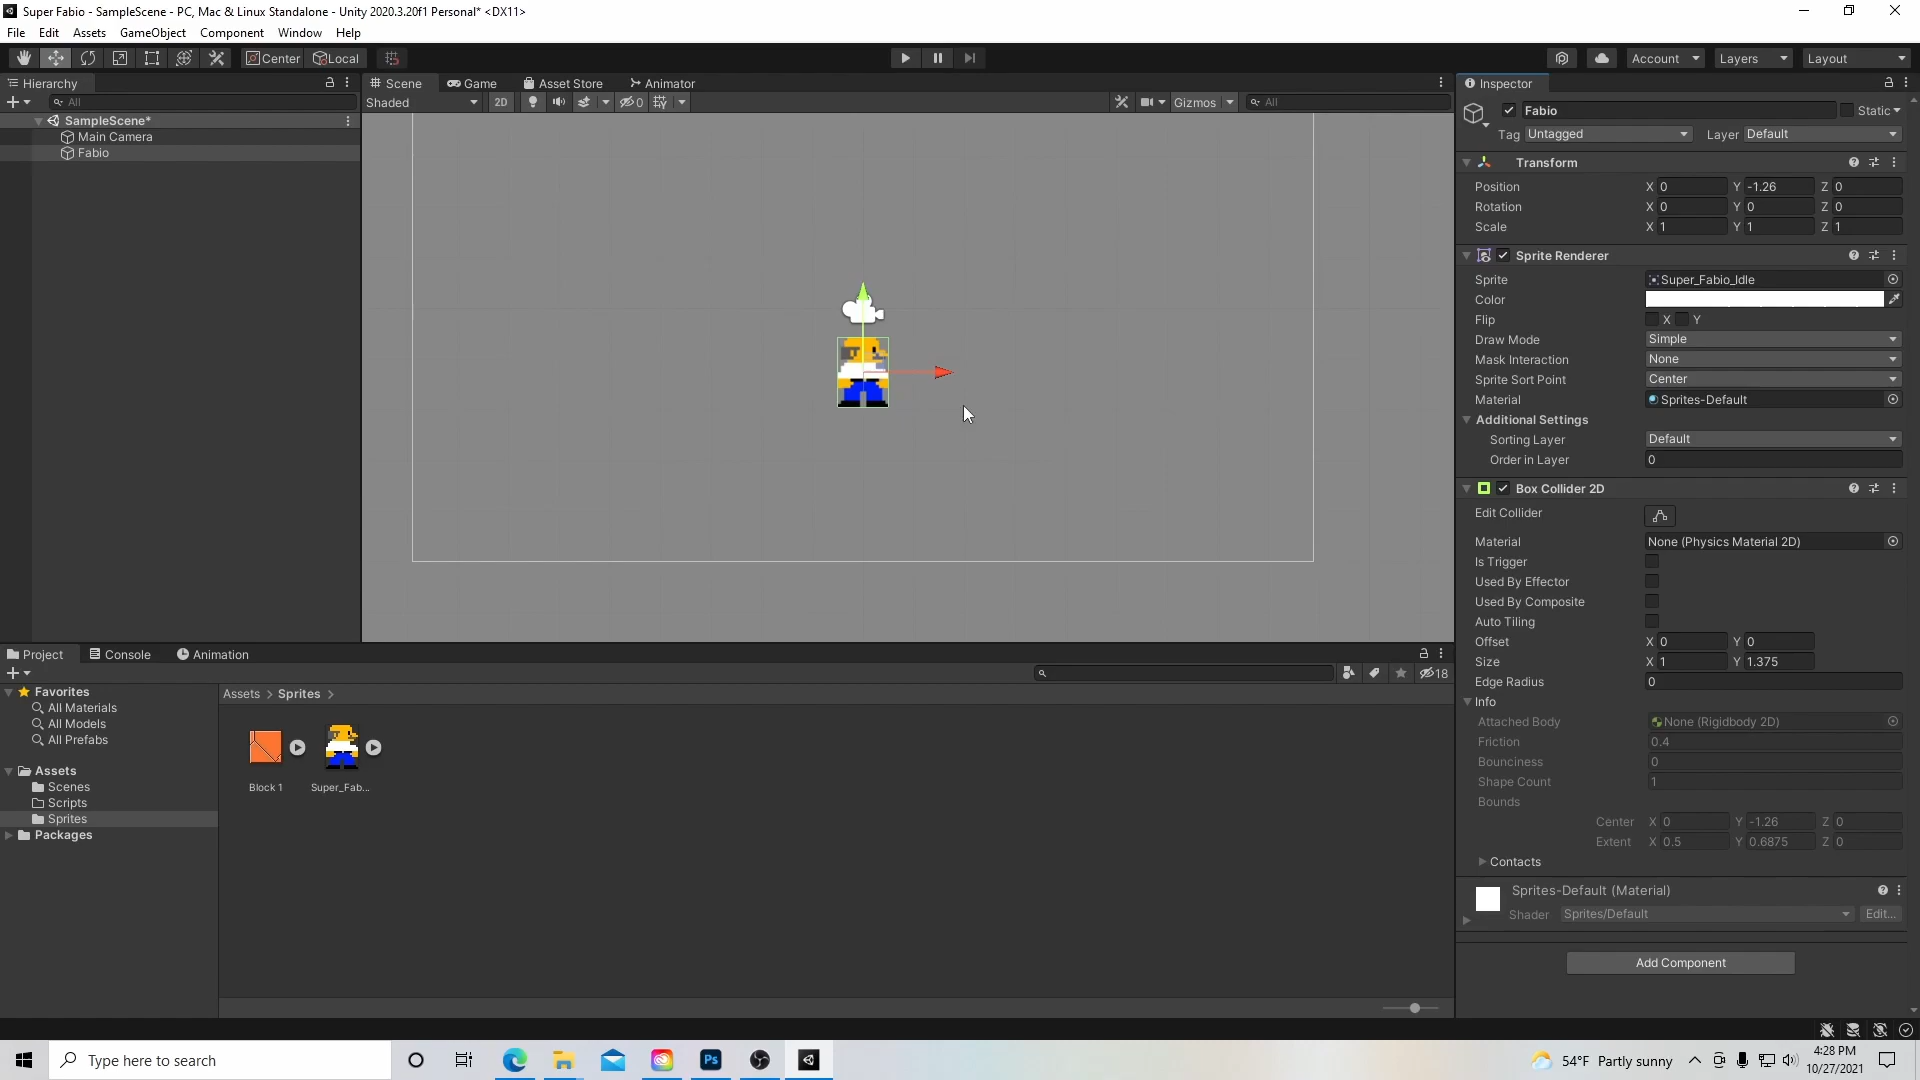 Super Fabio - SampleScene - PC, Mac & Linux Standalone - Unity 2020.3.20f1 Personal* <DX11>
File Edit Assets GameObject Component Window Help
Center Local Account Layers Layout
Hierarchy
All
SampleScene*
Main Camera
Fabio
Scene Game Asset Store Animator
Shaded 2D 0 Gizmos All
Inspector
Fabio Static
Tag Untagged Layer Default
Transform
Position X 0 Y -1.26 Z 0
Rotation X 0 Y 0 Z 0
Scale X 1 Y 1 Z 1
Sprite Renderer
Sprite Super_Fabio_Idle
Color
Flip X Y
Draw Mode Simple
Mask Interaction None
Sprite Sort Point Center
Material Sprites-Default
Additional Settings
Sorting Layer Default
Order in Layer 0
Box Collider 2D
Edit Collider
Material None (Physics Material 2D)
Is Trigger
Used By Effector
Used By Composite
Auto Tiling
Offset X 0 Y 0
Size X 1 Y 1.375
Edge Radius 0
Info
Attached Body None (Rigidbody 2D)
Friction 0.4
Bounciness 0
Shape Count 1
Bounds
Center X 0 Y -1.26 Z 0
Extent X 0.5 Y 0.6875 Z 0
Contacts
Sprites-Default (Material)
Shader Sprites/Default Edit...
Add Component
Project Console Animation
18
Favorites
All Materials
All Models
All Prefabs
Assets
Scenes
Scripts
Sprites
Packages
Assets > Sprites >
Block 1 Super_Fab...
Type here to search
Ps
54°F Partly sunny
4:28 PM
10/27/2021